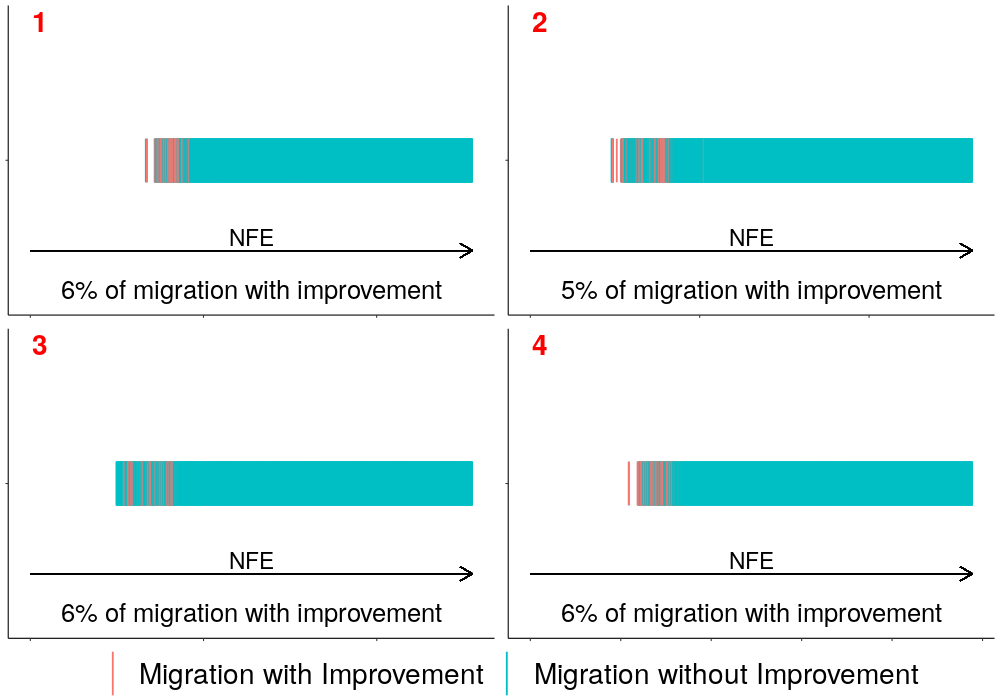 1
NFE
6% of migration with improvement
2
NFE
5% of migration with improvement
3
NFE
6% of migration with improvement
4
NFE
6% of migration with improvement
Migration with Improvement
Migration without Improvement